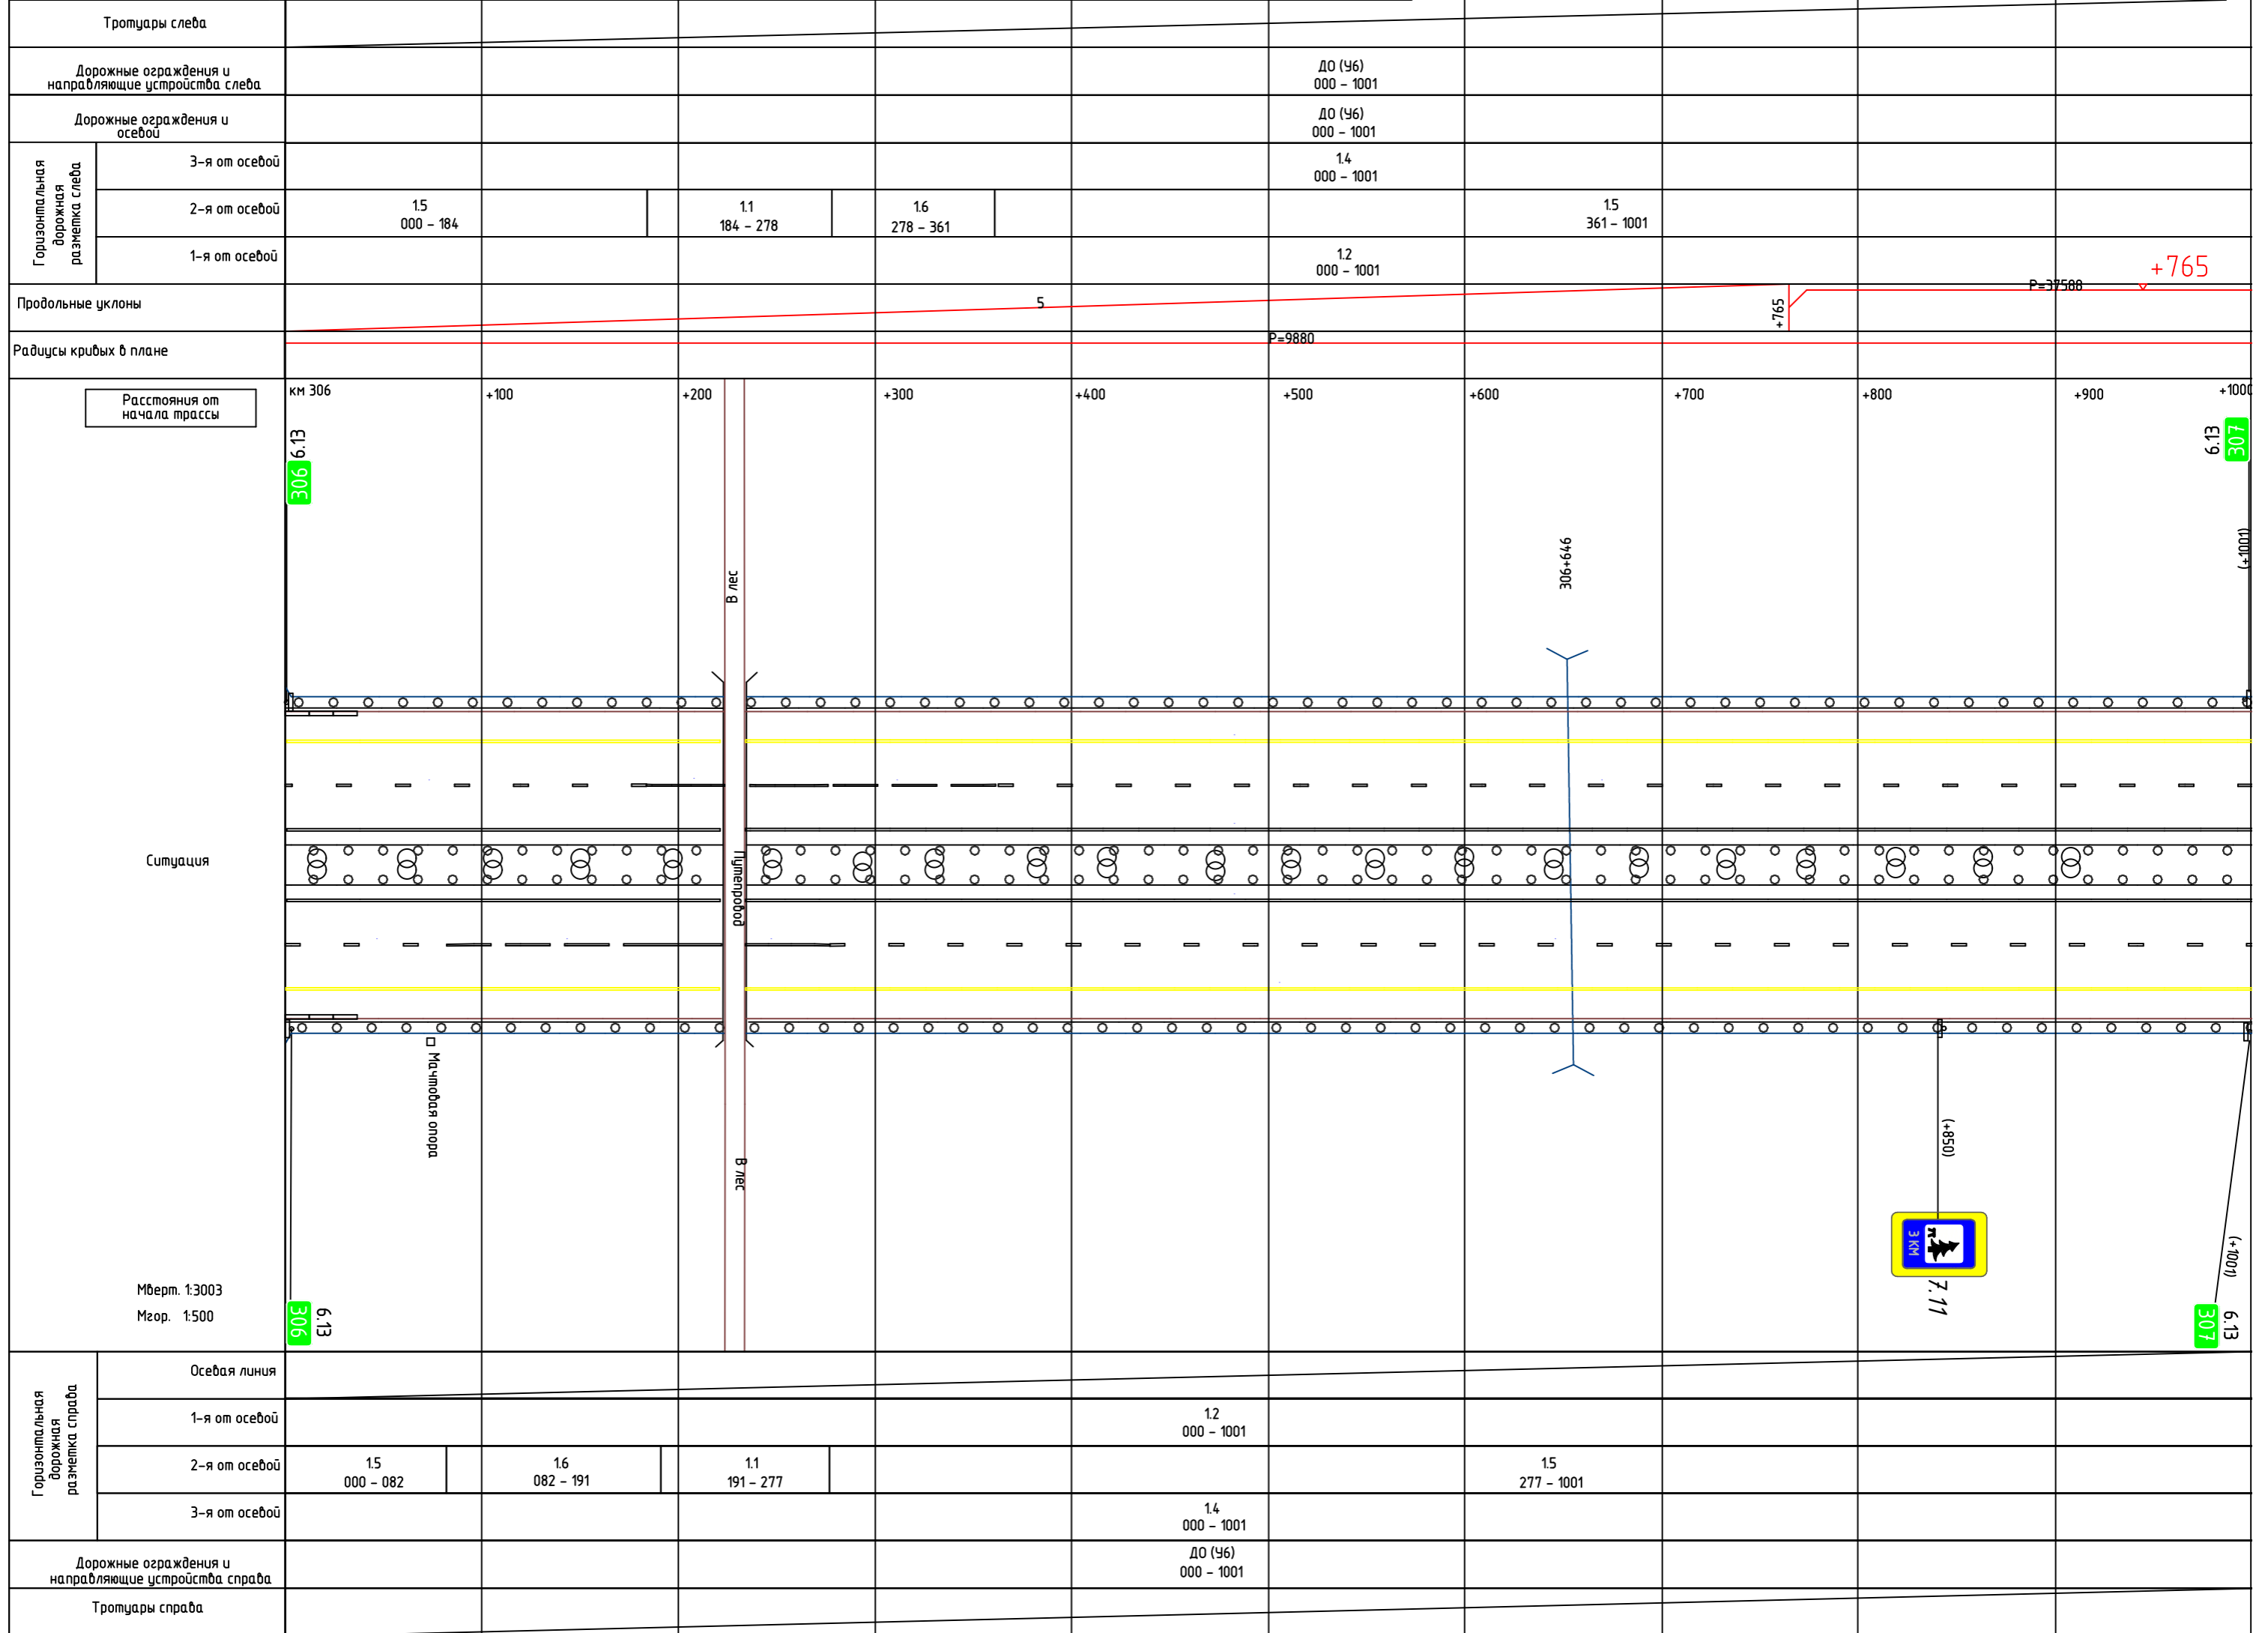 Тротуары слева
Дорожные ограждения и
направляющие устройства слева
ДО (У6)
000 – 1001
Дорожные ограждения и
осевой
ДО (У6)
000 – 1001
Горизонтальная
дорожная
разметка слева
3-я от осевой
1.4
000 – 1001
2-я от осевой
1.5
000 – 184
1.1
184 – 278
1.6
278 – 361
1.5
361 – 1001
1-я от осевой
1.2
000 – 1001
+765
Продольные уклоны
5
+765
Р=37588
Радиусы кривых в плане
Р=9880
Расстояния от
начала трассы
км 306
+100
+200
+300
+400
+500
+600
+700
+800
+900
+1000
6.13
306
6.13
307
(+1001)
В лес
306+646
Ситуация
Путепровод
Мачтовая опора
В лес
(+850)
3 КМ
7.11
(+1001)
Мверт. 1:3003
Мгор. 1:500
306
6.13
307
6.13
Горизонтальная
дорожная
разметка справа
Осевая линия
1-я от осевой
1.2
000 – 1001
2-я от осевой
1.5
000 – 082
1.6
082 – 191
1.1
191 – 277
1.5
277 – 1001
3-я от осевой
1.4
000 – 1001
Дорожные ограждения и
направляющие устройства справа
ДО (У6)
000 – 1001
Тротуары справа